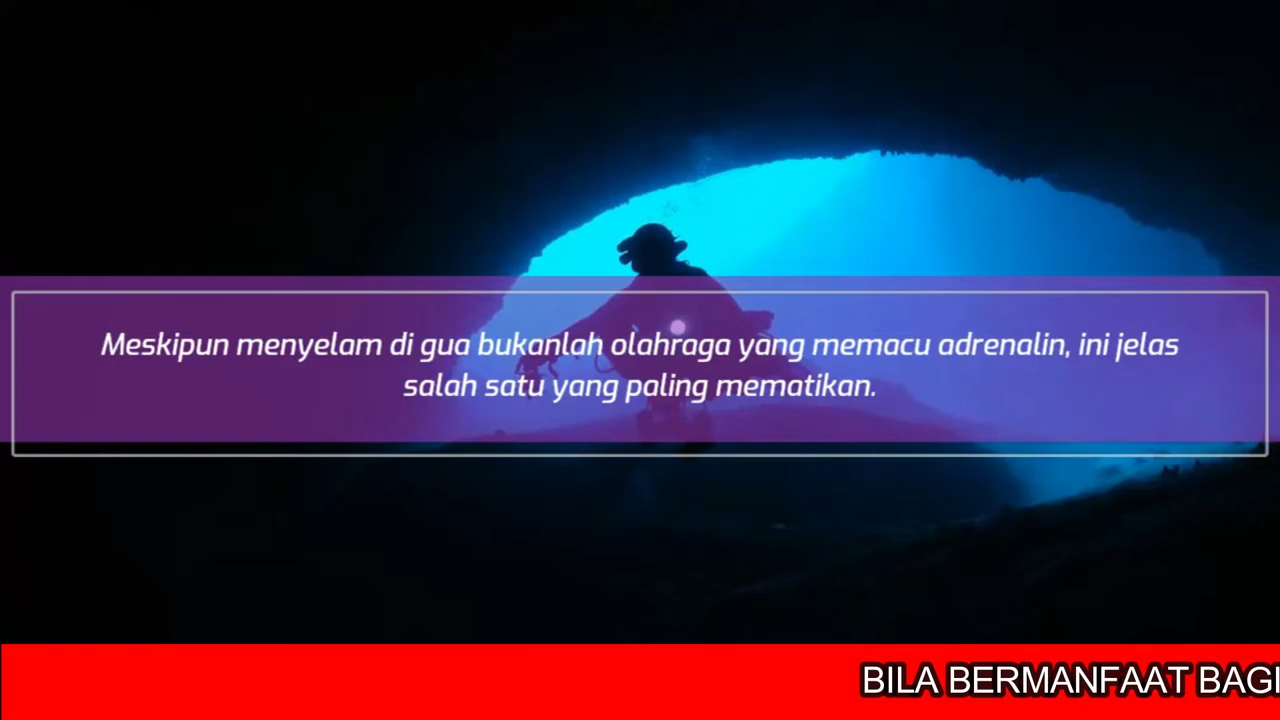 Meskipun menyelam di gua bukanlah olahraga yang memacu adrenalin, ini jelas
salah satu yang paling mematikan.
BILA BERMANFAAT BAGI